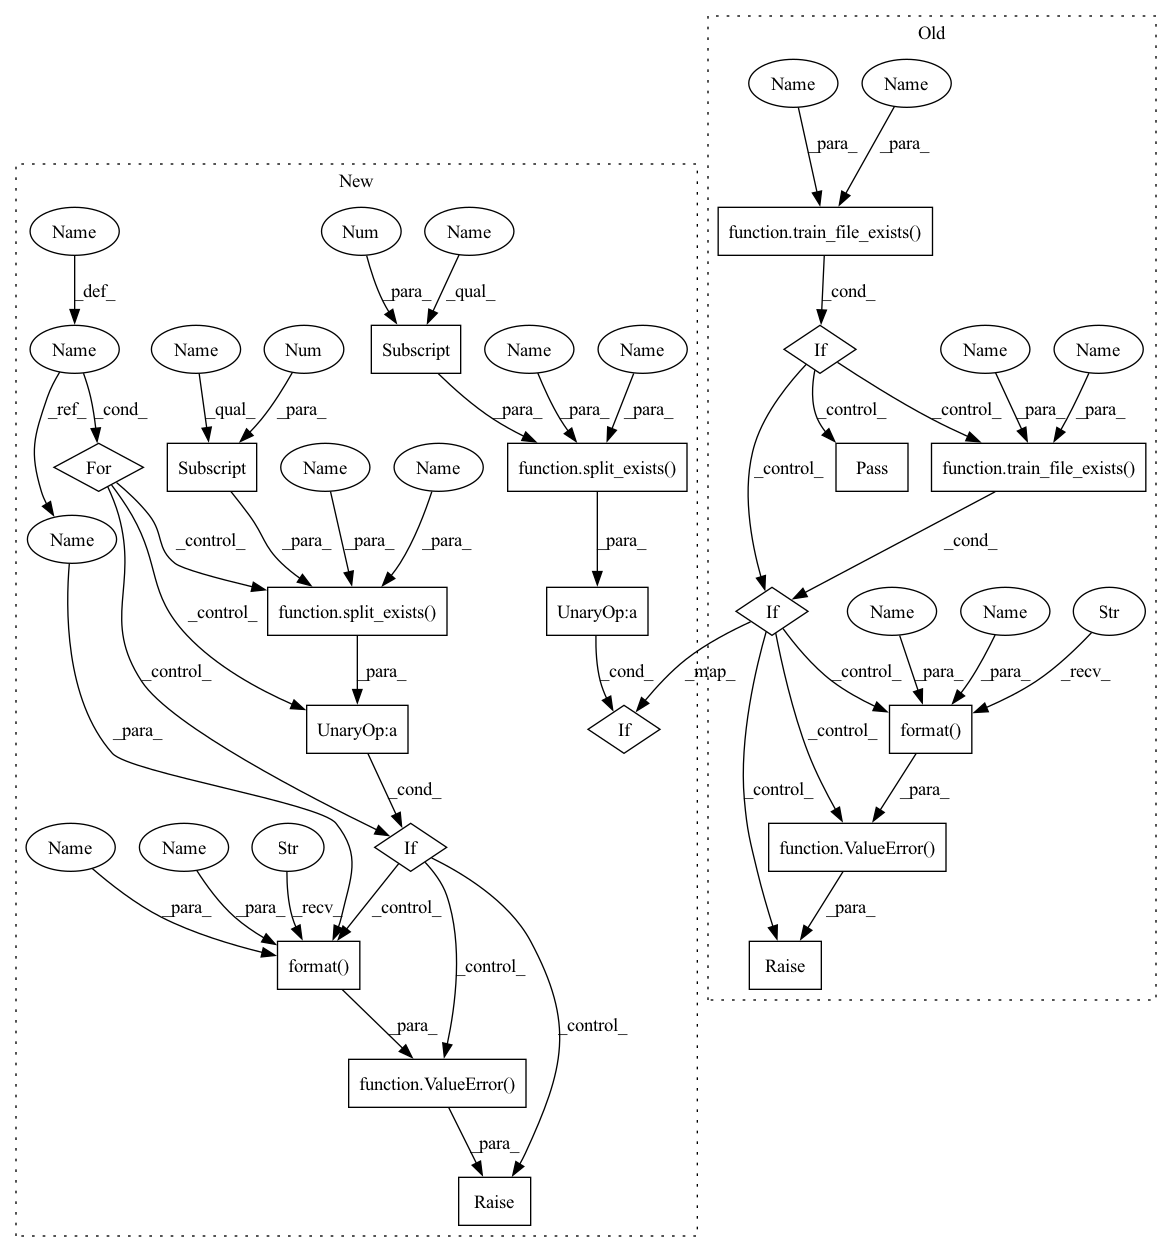 Old
Name Name
_para_ _para_
New
Name Num Name function.train_file_exists()
_def_ _para_ _qual_ _cond_
Name Name Num Subscript Name Name If Name Name
_ref_ _cond_ _qual_ _para_ _para_ _para_ _para_ _control_ _control_ _para_ _para_
For Subscript Name Name function.split_exists() _control_ Pass function.train_file_exists()
Name _control_ _para_ _para_ _para_ _para_ _cond_
function.split_exists() UnaryOp:a If Name Name Str
_control_ _control_ _para_ _cond_ _map_ _control_ _para_ _para_ _recv_
_para_ UnaryOp:a If _control_ format()
_cond_ _control_ _para_
Name Name Str If function.ValueError()
_para_ _para_ _recv_ _control_ _para_
format() _control_ Raise
_para_ _control_
function.ValueError()
_para_
Raise